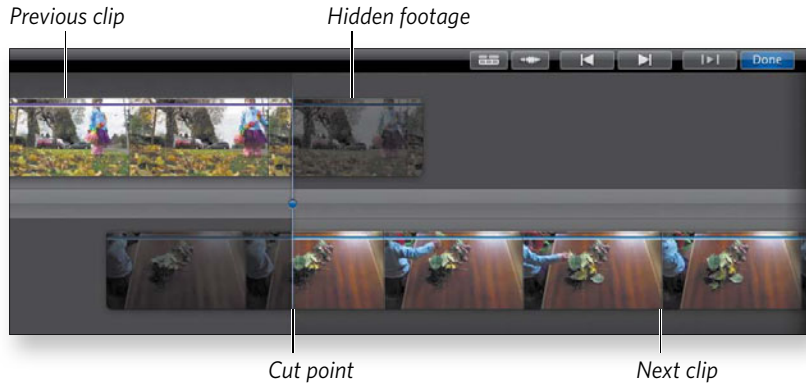 Previous clip
Hidden footage
Done
Cut point
Next clip